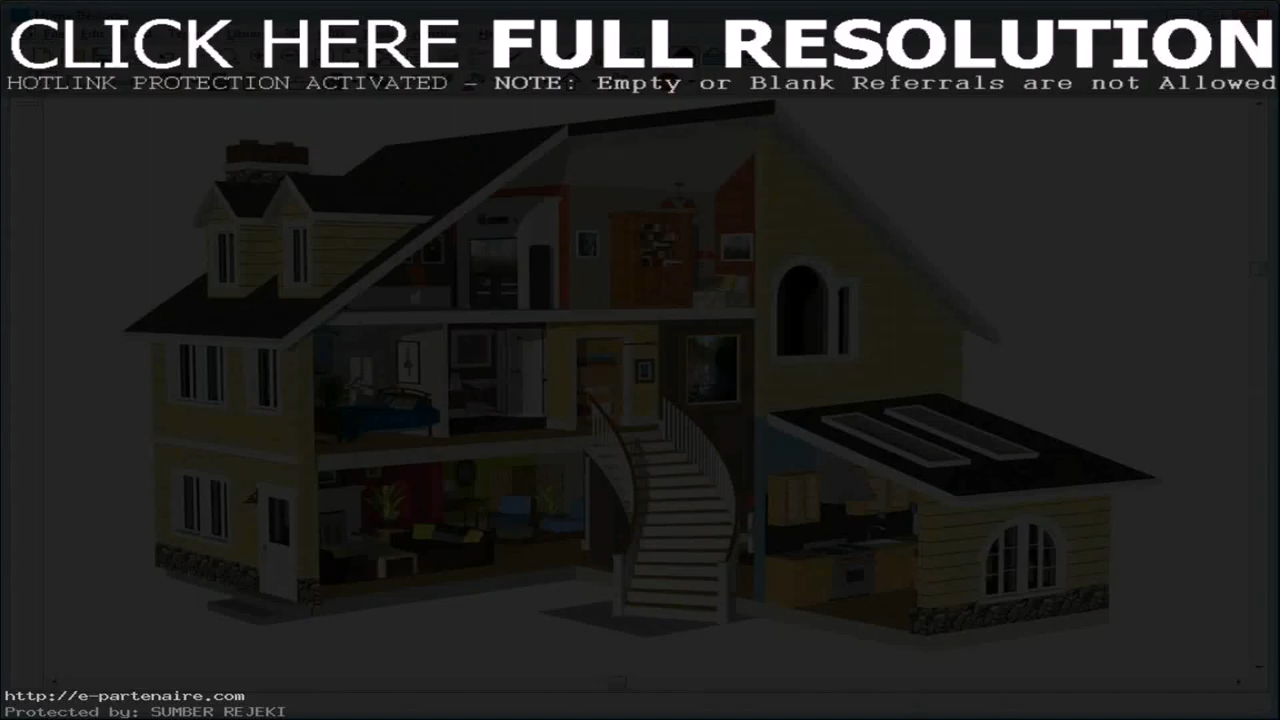 CLICK HERE FULL RESOLUTION
HOTLINK PROTECTION ACTIVATED – NOTE: Empty or Blank Referrals are not Allowed
http://e-partenaire.com
Protected by: SUMBER REJEKI